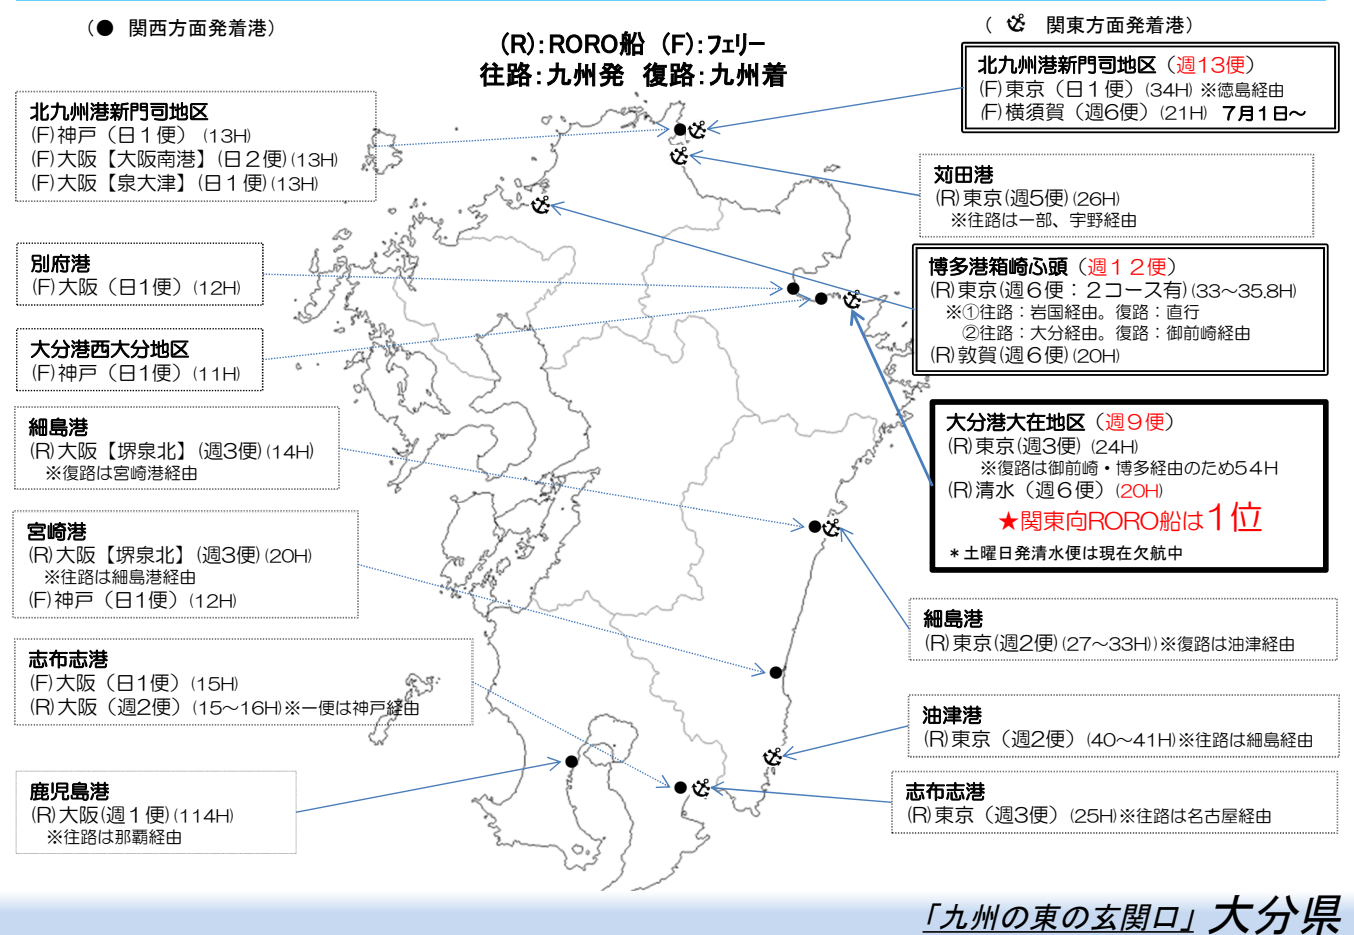 （● 関西方面発着港）
（ 関東方面発着港）
(R)：RORO船 (F)：フェリー
往路：九州発 復路：九州着
北九州港新門司地区
(F)神戸（日１便）(13H)
(F)大阪【大阪南港】(日２便)(13H)
(F)大阪【泉大津】(日１便)(13H)
別府港
(F)大阪（日1便）(12H)
大分港西大分地区
(F)神戸（日1便）(11H)
細島港
(R)大阪【堺泉北】(週3便)(14H)
※復路は宮崎港経由
宮崎港
(R)大阪【堺泉北】(週3便)(20H)
※往路は細島港経由
(F)神戸（日1便）(12H)
志布志港
(F)大阪（日1便）(15H)
(R)大阪（週2便）(15～16H)※一便は神戸経由
鹿児島港
(R)大阪(週１便)(114H)
※往路は那覇経由
北九州港新門司地区（週13便）
(F)東京（日１便）(34H) ※徳島経由
(F)横須賀（週6便）(21H) 7月1日～
苅田港
(R)東京(週5便)(26H)
※往路は一部、宇野経由
博多港箱崎ふ頭（週１２便）
(R)東京(週６便：２コース有)(33～35.8H)
※①往路：岩国経由。復路：直行
②往路：大分経由。復路：御前崎経由
(R)敦賀(週６便)(20H)
大分港大在地区（週９便）
(R)東京(週3便) (24H)
※復路は御前崎・博多経由のため５４H
(R)清水（週６便）(20H)
★関東向RORO船は１位
＊土曜日発清水便は現在欠航中
細島港
(R)東京(週2便)(27～33H))※復路は油津経由
油津港
(R)東京（週2便）(40～41H)※往路は細島経由
志布志港
(R)東京（週3便）(25H)※往路は名古屋経由
「九州の東の玄関口」大分県